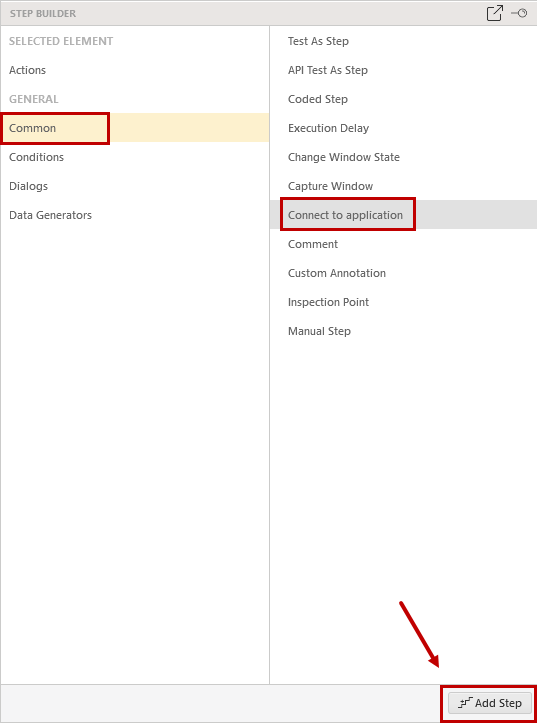 STEP BUILDER
SELECTED ELEMENT
Actions
GENERAL
Common
Conditions
Dialogs
Data Generators
Test As Step
API Test As Step
Coded Step
Execution Delay
Change Window State
Capture Window
Connect to application
Comment
Custom Annotation
Inspection Point
Manual Step
Add Step